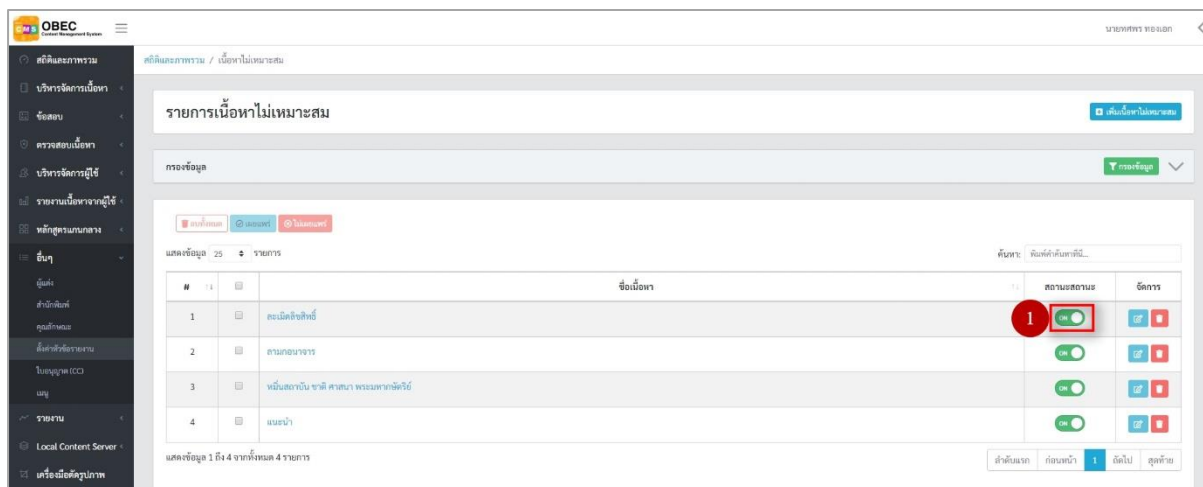 CMS OBEC
Content Management System
นายทศพร ทองเอก
สถิติและภาพรวม
บริหารจัดการเนื้อหา
ข้อสอบ
ตรวจสอบเนื้อหา
บริหารจัดการผู้ใช้
รายงานเนื้อหาจากผู้ใช้
หลักสูตรแกนกลาง
อื่นๆ
ผู้แต่ง
สำนักพิมพ์
คุณลักษณะ
ตั้งค่าหัวข้อรายงาน
ใบอนุญาต (CC)
เมนู
รายงาน
Local Content Server
เครื่องมือตัดรูปภาพ
สถิติและภาพรวม / เนื้อหาไม่เหมาะสม
รายการเนื้อหาไม่เหมาะสม
เพิ่มเนื้อหาไม่เหมาะสม
กรองข้อมูล
กรองข้อมูล
ลบทั้งหมด เผยแพร่ ไม่เผยแพร่
แสดงข้อมูล 25 รายการ
ค้นหา: พิมพ์คำค้นหาที่นี่...
# ชื่อเนื้อหา สถานะสถานะ จัดการ
1 ละเมิดลิขสิทธิ์ 1 ON
2 ลามกอนาจาร ON
3 หมิ่นสถาบัน ชาติ ศาสนา พระมหากษัตริย์ ON
4 แนะนำ ON
แสดงข้อมูล 1 ถึง 4 จากทั้งหมด 4 รายการ
ลำดับแรก ก่อนหน้า 1 ถัดไป สุดท้าย